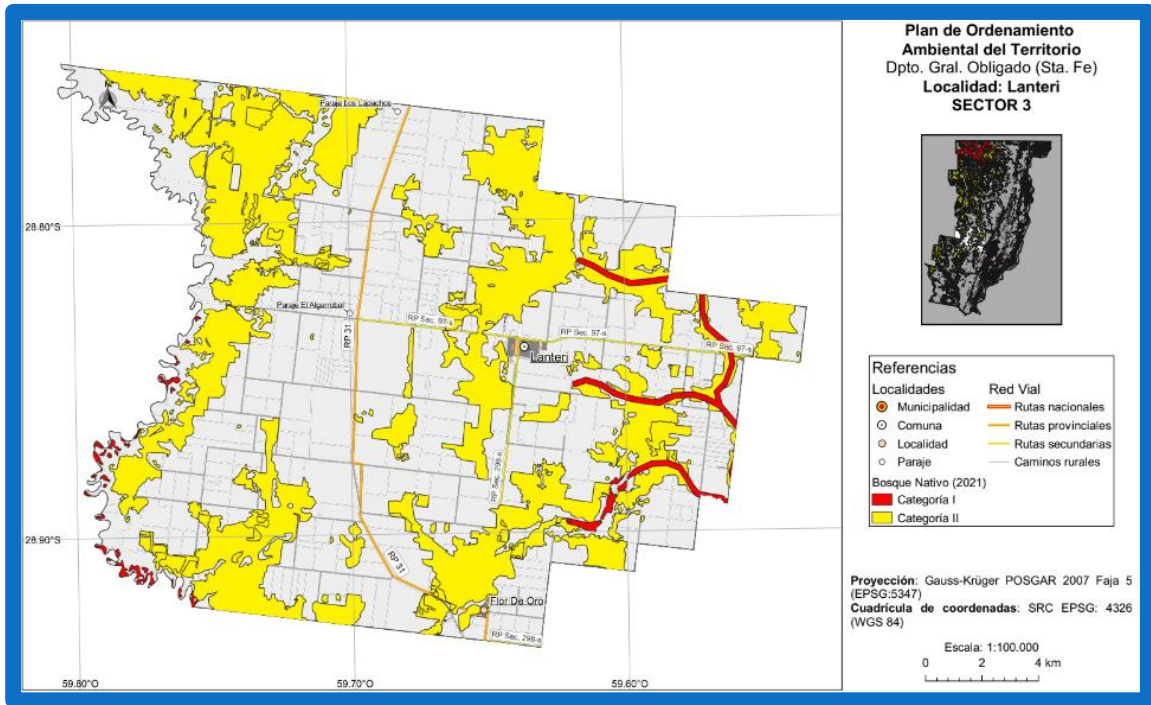 Plan de Ordenamiento
Ambiental del Territorio
Dpto. Gral. Obligado (Sta. Fe)
Localidad: Lanteri
SECTOR 3
Paraje Los Lapachos
28.80°S
Paraje El Algarrobal
RP Sec. 97-s
RP Sec. 97-s
RP Sec. 97-s
RP 31
Lanteri
RP Sec. 298-s
28.90°S
RP 31
Flor De Oro
RP Sec. 298-s
59.80°O
59.70°O
59.60°O
Referencias
Localidades
Municipalidad
Comuna
Localidad
Paraje
Red Vial
Rutas nacionales
Rutas provinciales
Rutas secundarias
Caminos rurales
Bosque Nativo (2021)
Categoría I
Categoría II
Proyección: Gauss-Krüger POSGAR 2007 Faja 5
(EPSG:5347)
Cuadrícula de coordenadas: SRC EPSG: 4326
(WGS 84)
Escala: 1:100.000
0 2 4 km